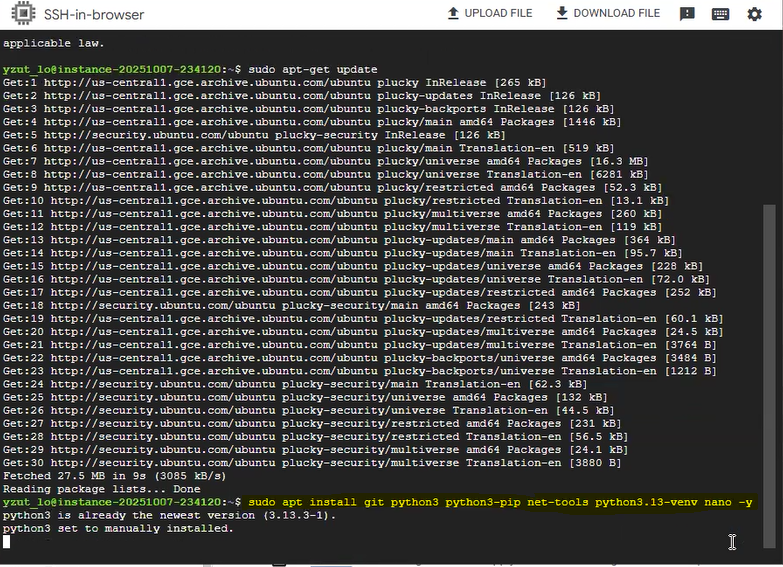 SSH-in-browser
UPLOAD FILE
DOWNLOAD FILE
applicable law.
yzut_lo@instance-20251007-234120:~$ sudo apt-get update
Get:1 http://us-central1.gce.archive.ubuntu.com/ubuntu plucky InRelease [265 kB]
Get:2 http://us-central1.gce.archive.ubuntu.com/ubuntu plucky-updates InRelease [126 kB]
Get:3 http://us-central1.gce.archive.ubuntu.com/ubuntu plucky-backports InRelease [126 kB]
Get:4 http://us-central1.gce.archive.ubuntu.com/ubuntu plucky/main amd64 Packages [1446 kB]
Get:5 http://security.ubuntu.com/ubuntu plucky-security InRelease [126 kB]
Get:6 http://us-central1.gce.archive.ubuntu.com/ubuntu plucky/main Translation-en [519 kB]
Get:7 http://us-central1.gce.archive.ubuntu.com/ubuntu plucky/universe amd64 Packages [16.3 MB]
Get:8 http://us-central1.gce.archive.ubuntu.com/ubuntu plucky/universe Translation-en [6281 kB]
Get:9 http://us-central1.gce.archive.ubuntu.com/ubuntu plucky/restricted amd64 Packages [52.3 kB]
Get:10 http://us-central1.gce.archive.ubuntu.com/ubuntu plucky/restricted Translation-en [13.1 kB]
Get:11 http://us-central1.gce.archive.ubuntu.com/ubuntu plucky/multiverse amd64 Packages [260 kB]
Get:12 http://us-central1.gce.archive.ubuntu.com/ubuntu plucky/multiverse Translation-en [119 kB]
Get:13 http://us-central1.gce.archive.ubuntu.com/ubuntu plucky-updates/main amd64 Packages [364 kB]
Get:14 http://us-central1.gce.archive.ubuntu.com/ubuntu plucky-updates/main Translation-en [95.7 kB]
Get:15 http://us-central1.gce.archive.ubuntu.com/ubuntu plucky-updates/universe amd64 Packages [228 kB]
Get:16 http://us-central1.gce.archive.ubuntu.com/ubuntu plucky-updates/universe Translation-en [72.0 kB]
Get:17 http://us-central1.gce.archive.ubuntu.com/ubuntu plucky-updates/restricted amd64 Packages [252 kB]
Get:18 http://security.ubuntu.com/ubuntu plucky-security/main amd64 Packages [243 kB]
Get:19 http://us-central1.gce.archive.ubuntu.com/ubuntu plucky-updates/restricted Translation-en [60.1 kB]
Get:20 http://us-central1.gce.archive.ubuntu.com/ubuntu plucky-updates/multiverse amd64 Packages [24.5 kB]
Get:21 http://us-central1.gce.archive.ubuntu.com/ubuntu plucky-updates/multiverse Translation-en [3764 B]
Get:22 http://us-central1.gce.archive.ubuntu.com/ubuntu plucky-backports/universe amd64 Packages [3484 B]
Get:23 http://us-central1.gce.archive.ubuntu.com/ubuntu plucky-backports/universe Translation-en [1212 B]
Get:24 http://security.ubuntu.com/ubuntu plucky-security/main Translation-en [62.3 kB]
Get:25 http://security.ubuntu.com/ubuntu plucky-security/universe amd64 Packages [132 kB]
Get:26 http://security.ubuntu.com/ubuntu plucky-security/universe Translation-en [44.5 kB]
Get:27 http://security.ubuntu.com/ubuntu plucky-security/restricted amd64 Packages [231 kB]
Get:28 http://security.ubuntu.com/ubuntu plucky-security/restricted Translation-en [56.5 kB]
Get:29 http://security.ubuntu.com/ubuntu plucky-security/multiverse amd64 Packages [24.1 kB]
Get:30 http://security.ubuntu.com/ubuntu plucky-security/multiverse Translation-en [3880 B]
Fetched 27.5 MB in 9s (3085 kB/s)
Reading package lists... Done
yzut_lo@instance-20251007-234120:~$ sudo apt install git python3 python3-pip net-tools python3.13-venv nano -y
python3 is already the newest version (3.13.3-1).
python3 set to manually installed.